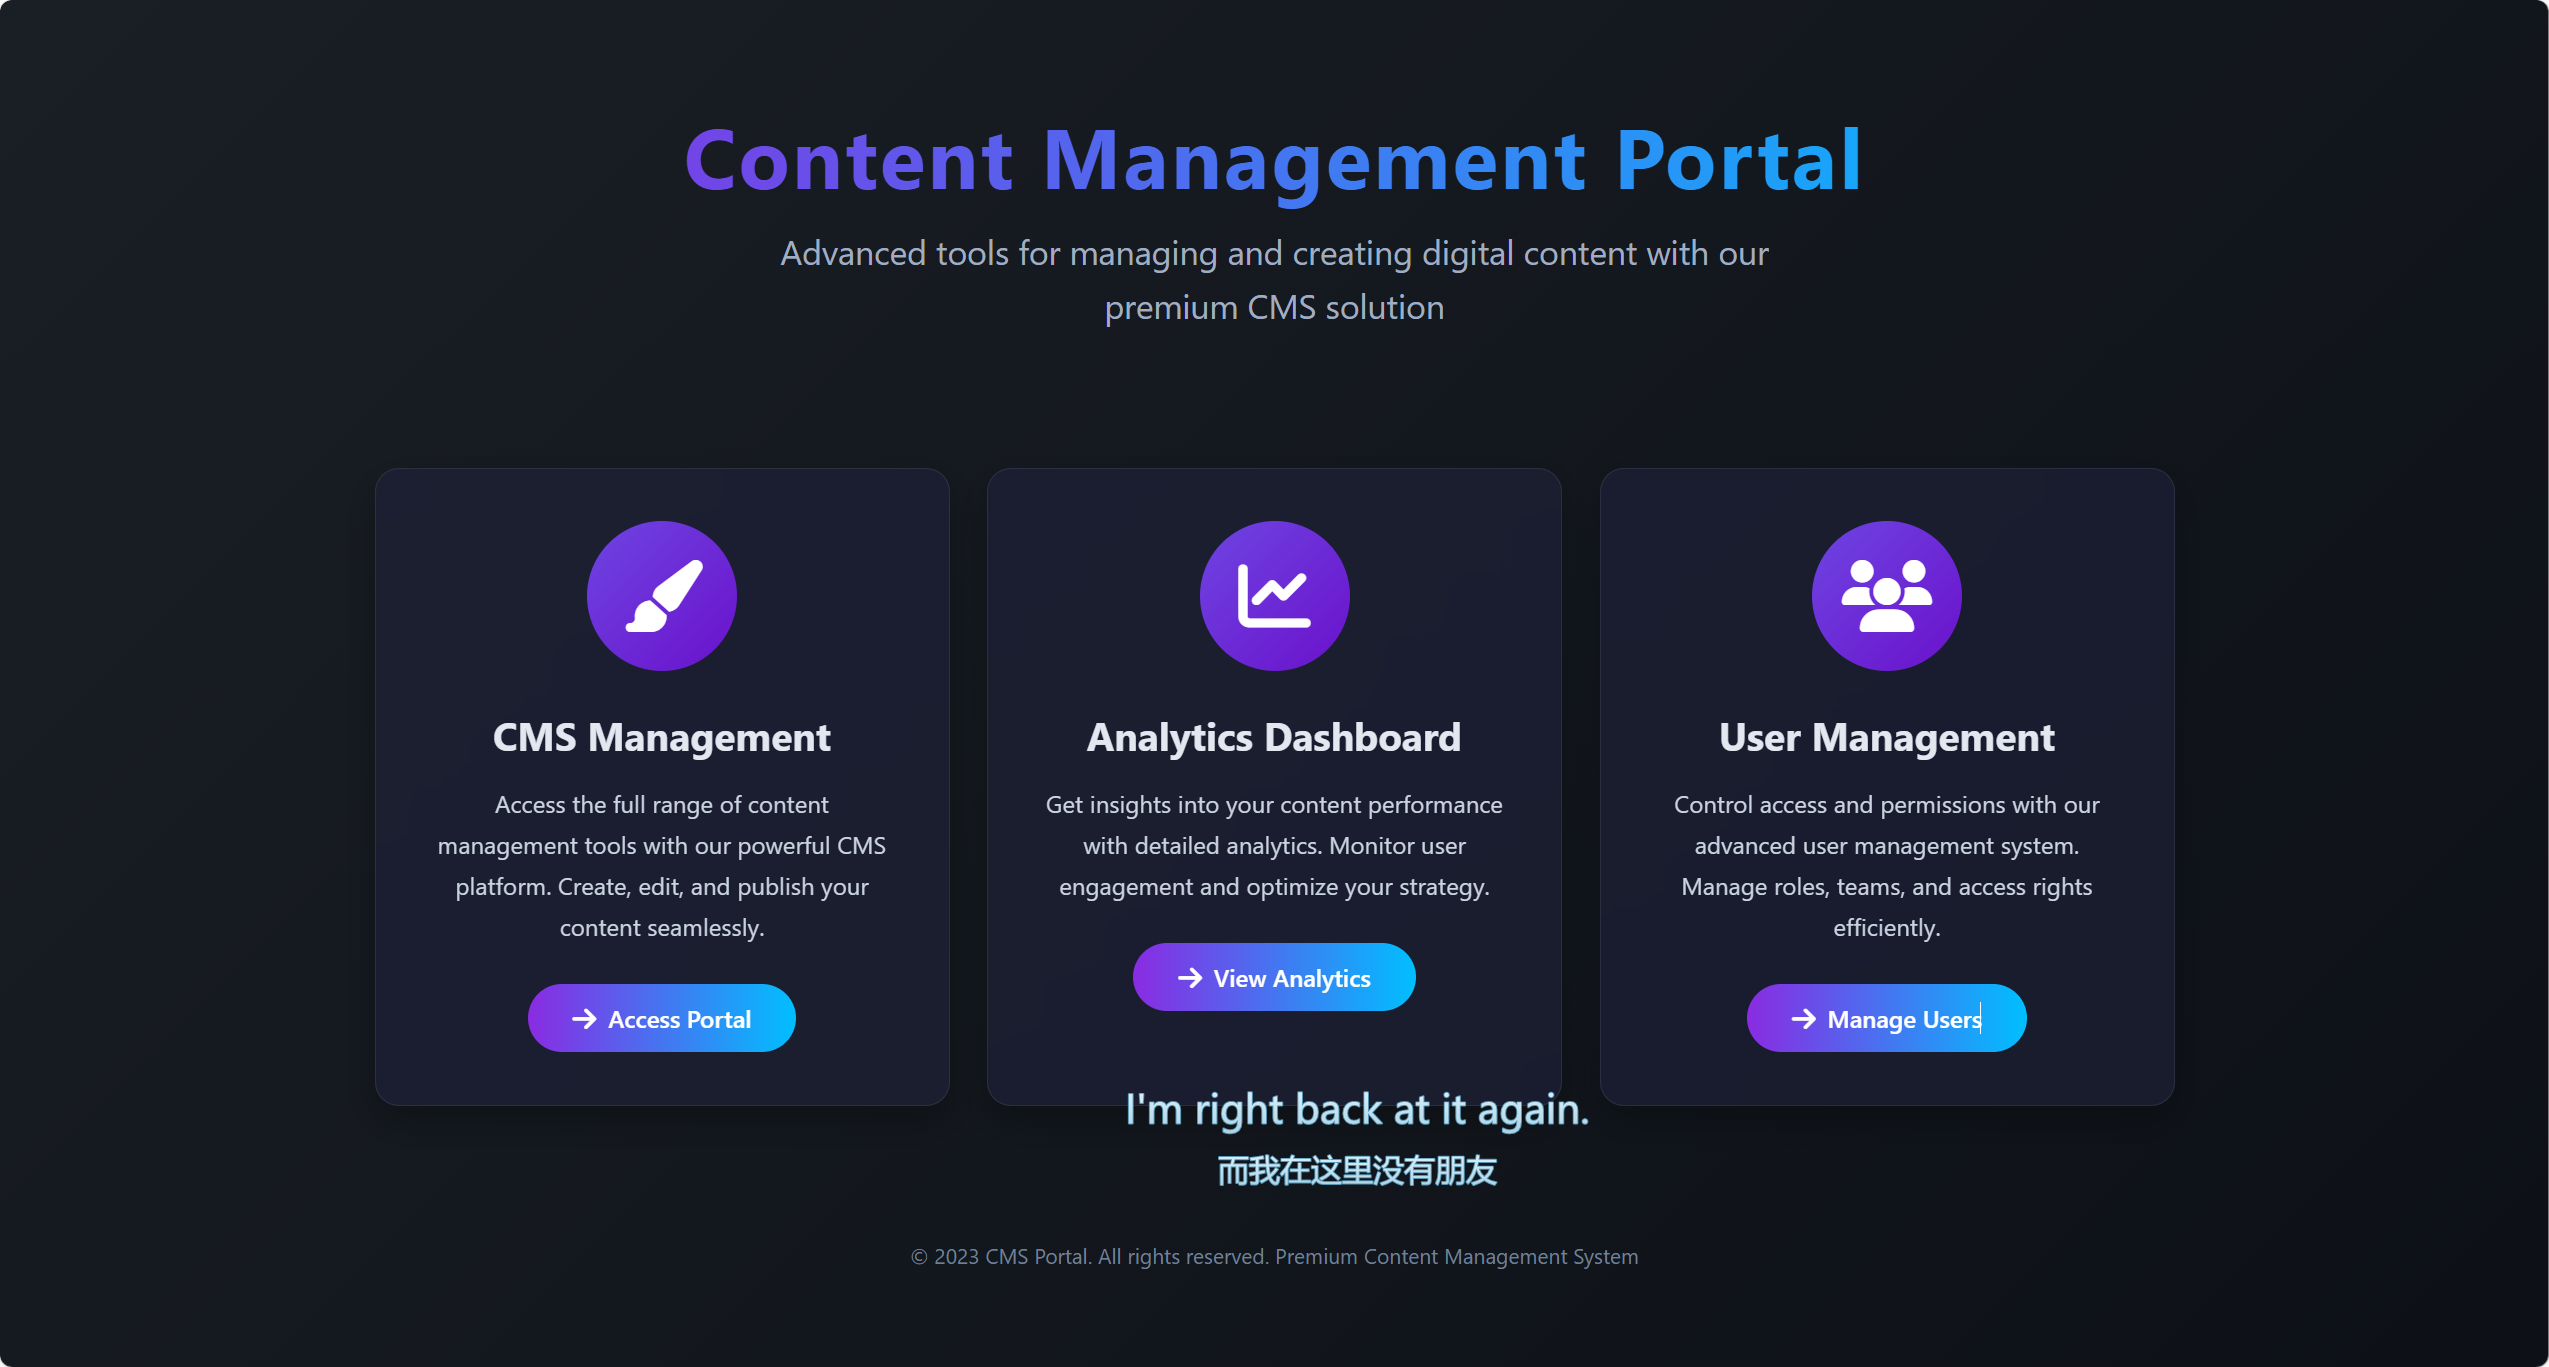 Content Management Portal
Advanced tools for managing and creating digital content with our
premium CMS solution
CMS Management
Access the full range of content
management tools with our powerful CMS
platform. Create, edit, and publish your
content seamlessly.
Access Portal
Analytics Dashboard
Get insights into your content performance
with detailed analytics. Monitor user
engagement and optimize your strategy.
View Analytics
User Management
Control access and permissions with our
advanced user management system.
Manage roles, teams, and access rights
efficiently.
Manage Users
I'm right back at it again.
而我在这里没有朋友
© 2023 CMS Portal. All rights reserved. Premium Content Management System